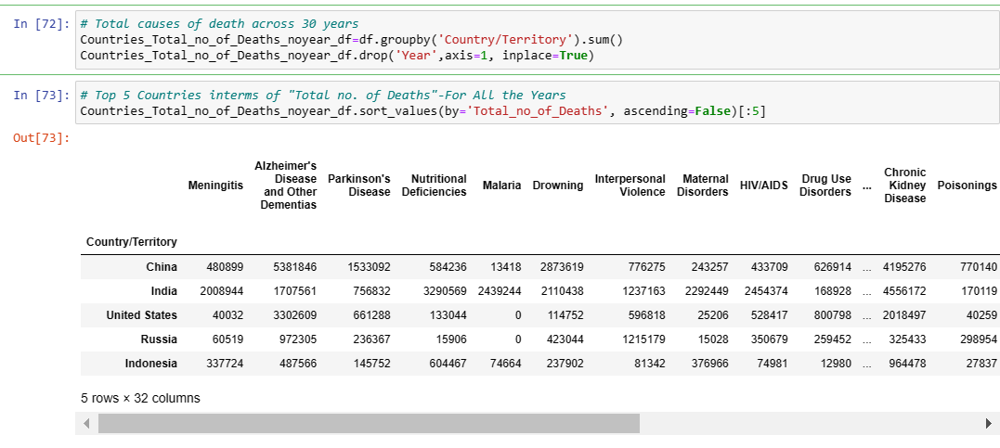 In [72]: # Total causes of death across 30 years
Countries_Total_no_of_Deaths_noyear_df=df.groupby('Country/Territory').sum()
Countries_Total_no_of_Deaths_noyear_df.drop('Year',axis=1, inplace=True)
In [73]: # Top 5 Countries interms of "Total no. of Deaths"-For All the Years
Countries_Total_no_of_Deaths_noyear_df.sort_values(by='Total_no_of_Deaths', ascending=False)[:5]
Out[73]:
Meningitis Alzheimer's Disease and Other Dementias Parkinson's Disease Nutritional Deficiencies Malaria Drowning Interpersonal Violence Maternal Disorders HIV/AIDS Drug Use Disorders ... Chronic Kidney Disease Poisonings
Country/Territory
China 480899 5381846 1533092 584236 13418 2873619 776275 243257 433709 626914 ... 4195276 770140
India 2008944 1707561 756832 3290569 2439244 2110438 1237163 2292449 2454374 168928 ... 4556172 170119
United States 40032 3302609 661288 133044 0 114752 596818 25206 528417 800798 ... 2018497 40259
Russia 60519 972305 236367 15906 0 423044 1215179 15028 350679 259452 ... 325433 298954
Indonesia 337724 487566 145752 604467 74664 237902 81342 376966 74981 12980 ... 964478 27837
5 rows × 32 columns